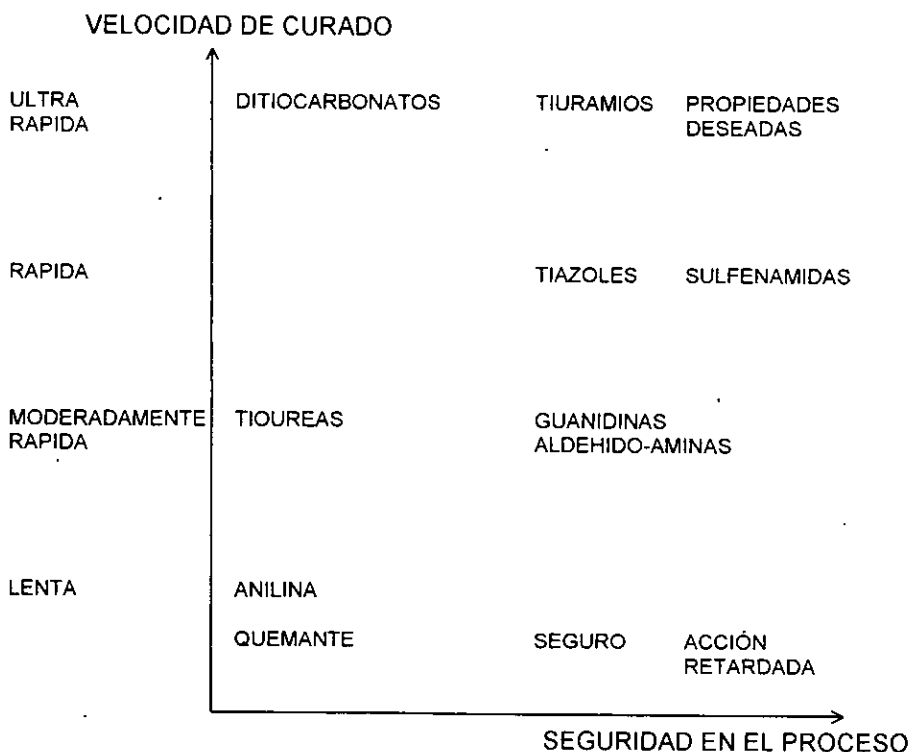 VELOCIDAD DE CURADO
ULTRA
RAPIDA
DITIOCARBONATOS
TIURAMIOS
PROPIEDADES
DESEADAS
RAPIDA
TIAZOLES
SULFENAMIDAS
MODERADAMENTE
RAPIDA
TIOUREAS
GUANIDINAS
ALDEHIDO-AMINAS
LENTA
ANILINA
QUEMANTE
SEGURO
ACCIÓN
RETARDADA
SEGURIDAD EN EL PROCESO